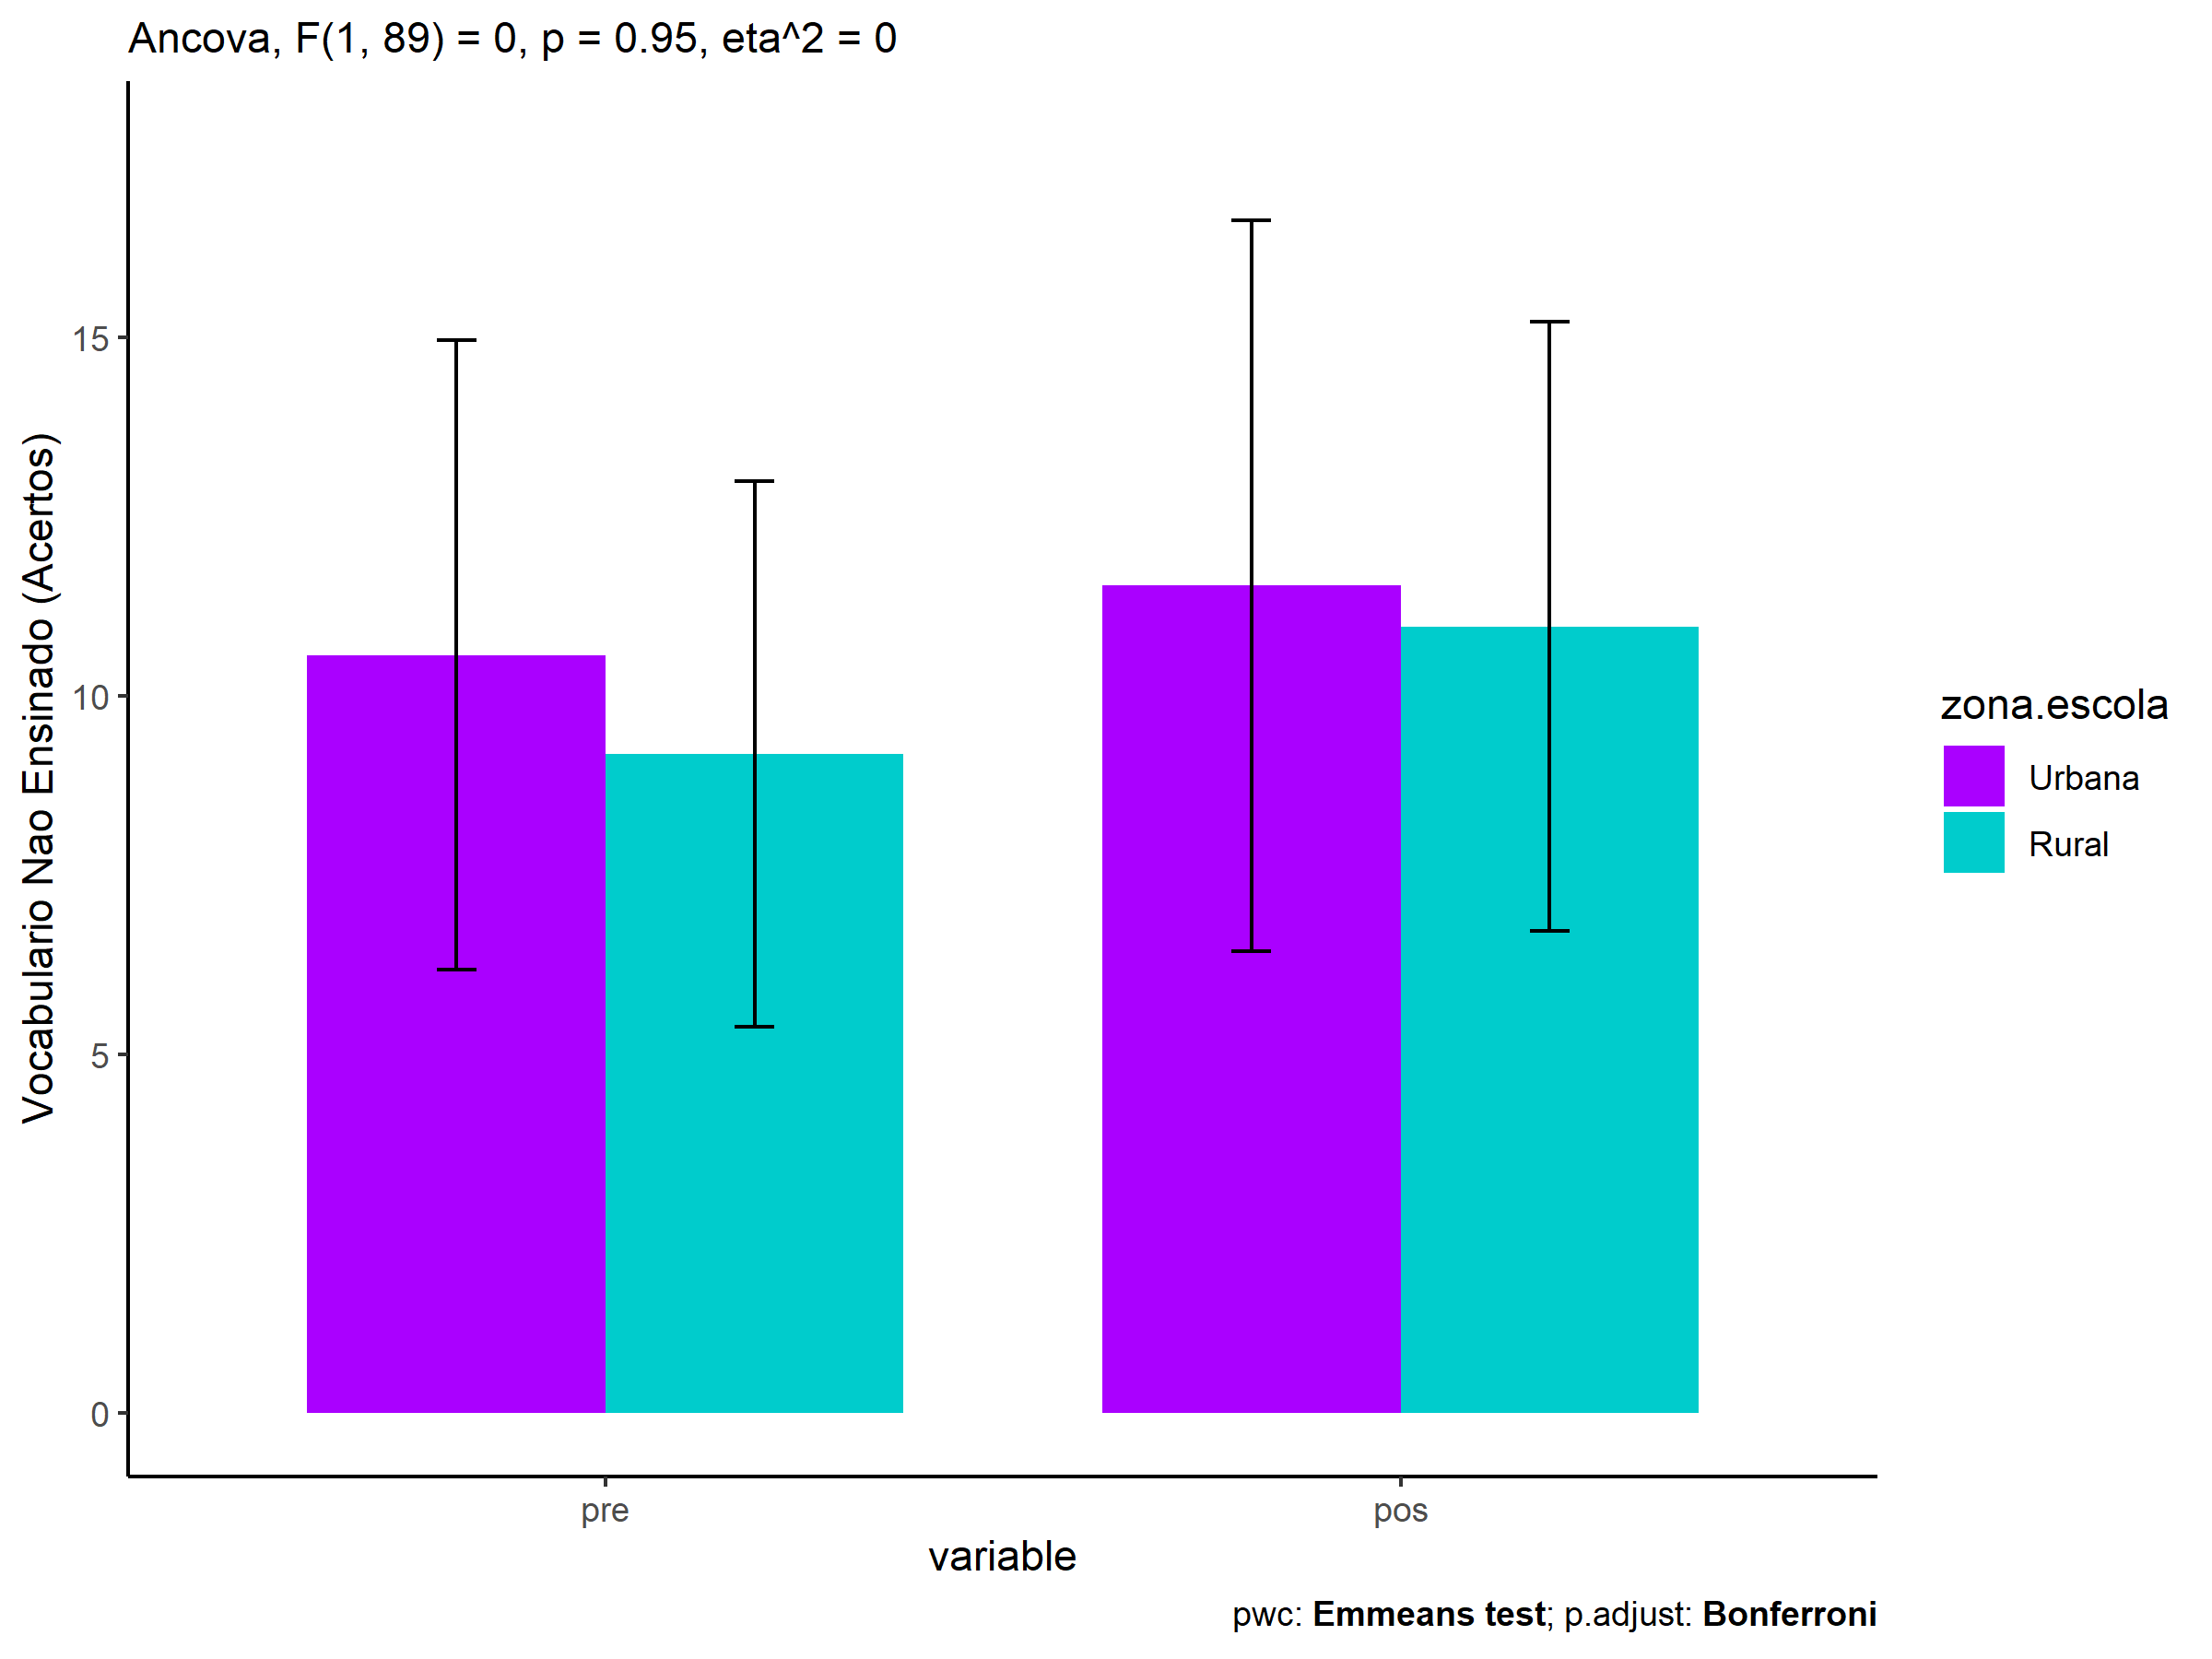 Ancova, F(1, 89) = 0, p = 0.95, eta^2 = 0
Vocabulario Nao Ensinado (Acertos)
15
10
5
0
pre
pos
variable
zona.escola
Urbana
Rural
pwc: Emmeans test; p.adjust: Bonferroni